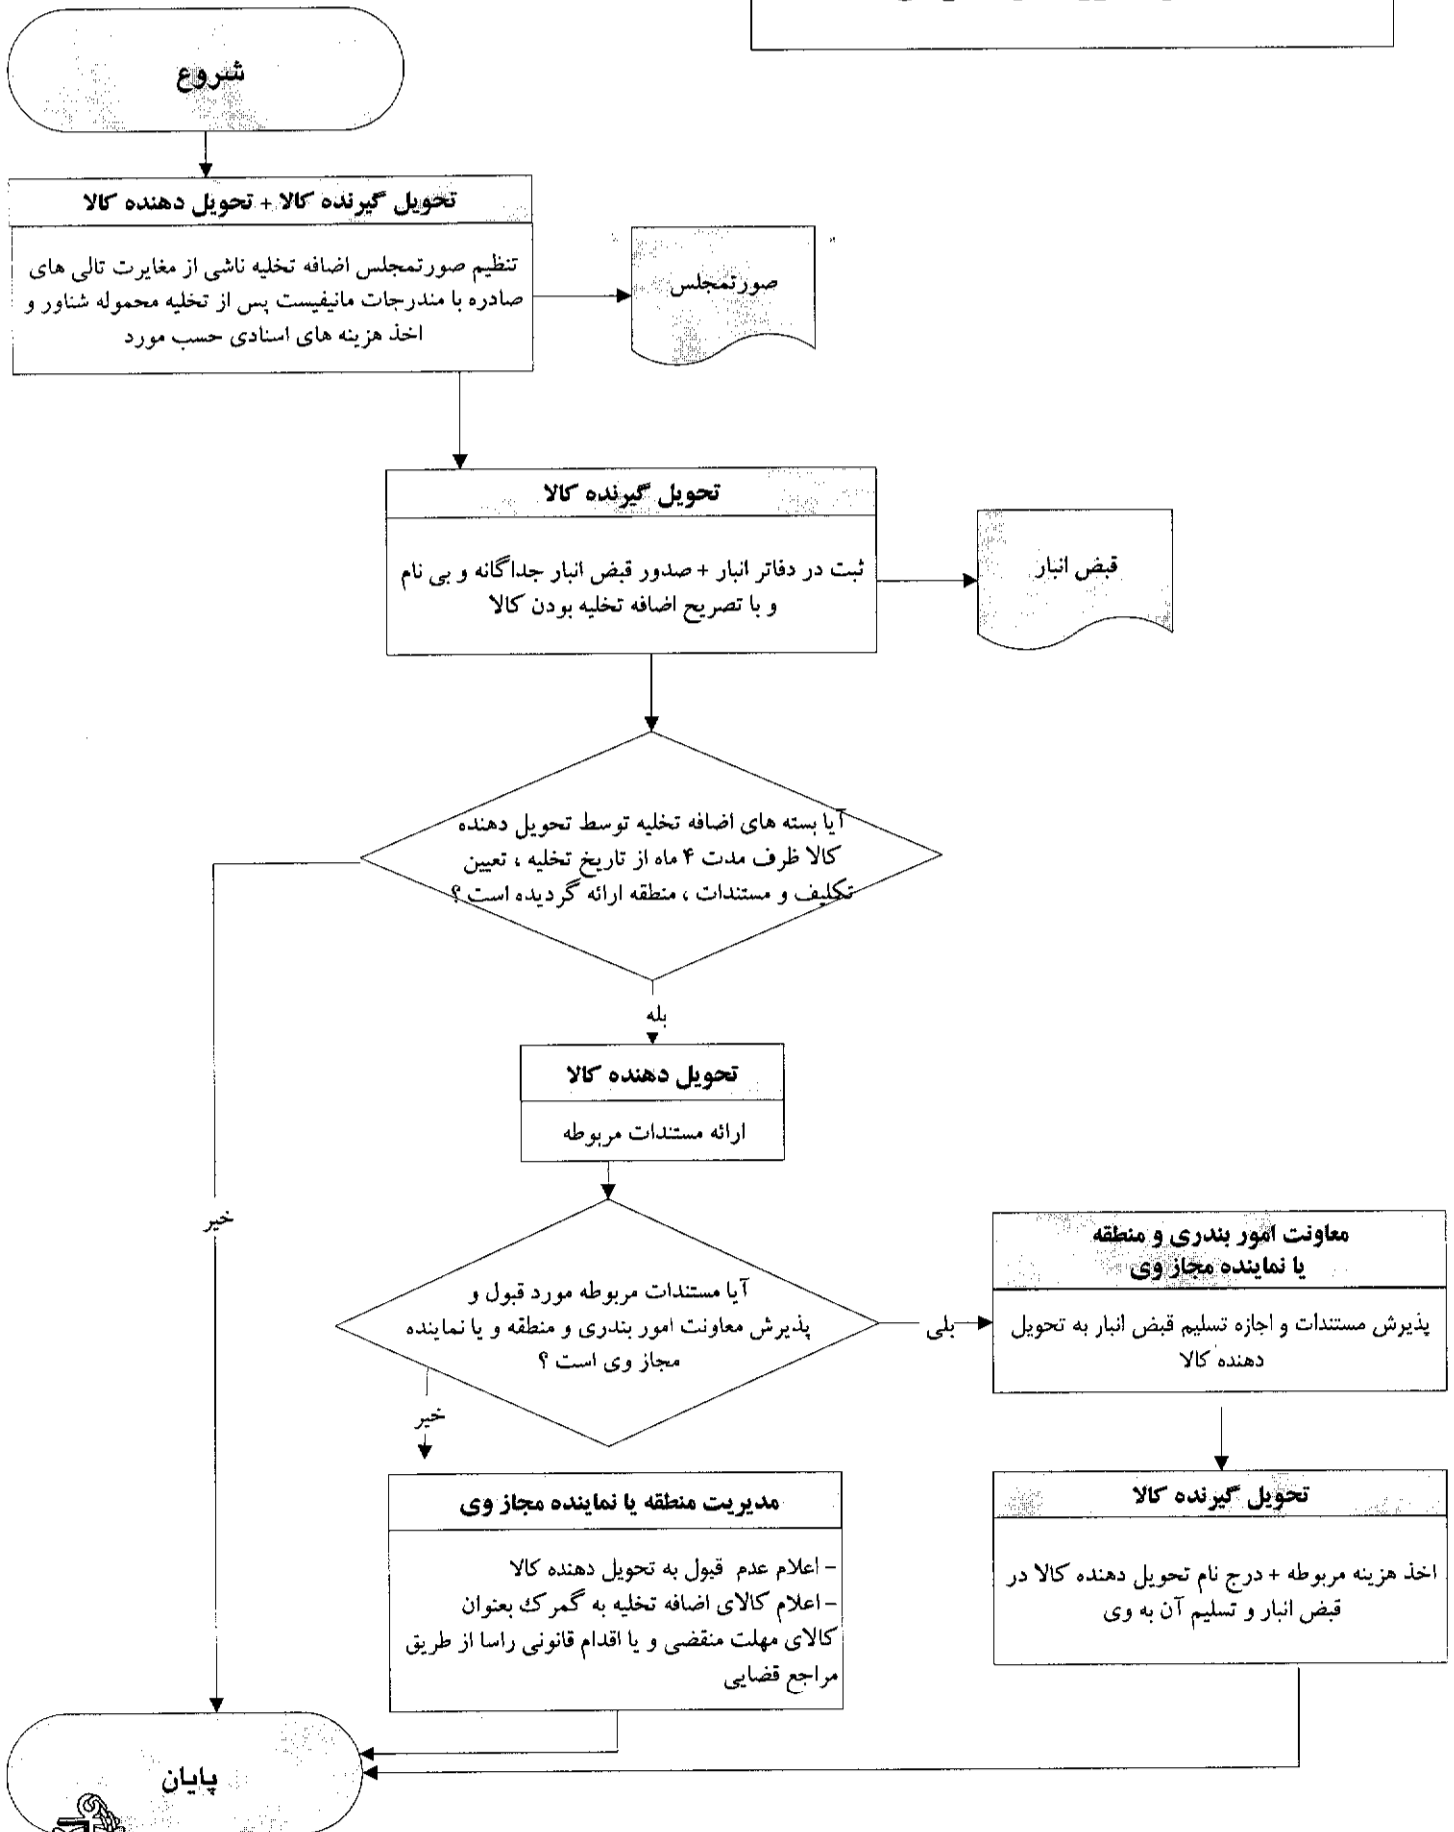 شروع
تحویل گیرنده کالا + تحویل دهنده کالا
تنظیم صورتمجلس اضافه تخلیه ناشی از مغایرت تالی های
صادره با مندرجات مانیفیست پس از تخلیه محموله شناور و
اخذ هزینه های اسنادی حسب مورد
صورتمجلس
تحویل گیرنده کالا
ثبت در دفاتر انبار + صدور قبض انبار جداگانه و بی نام
و با تصریح اضافه تخلیه بودن کالا
قبض انبار
آیا بسته های اضافه تخلیه توسط تحویل دهنده
کالا ظرف مدت ۴ ماه از تاریخ تخلیه ، تعیین
تکلیف و مستندات ، منطقه ارائه گردیده است ؟
بله
تحویل دهنده کالا
ارائه مستندات مربوطه
خیر
آیا مستندات مربوطه مورد قبول و
پذیرش معاونت امور بندری و منطقه و یا نماینده
مجاز وی است ؟
بلی
معاونت امور بندری و منطقه
یا نماینده مجاز وی
پذیرش مستندات و اجازه تسلیم قبض انبار به تحویل
دهنده کالا
خیر
مدیریت منطقه یا نماینده مجاز وی
– اعلام عدم قبول به تحویل دهنده کالا
– اعلام کالای اضافه تخلیه به گمرک بعنوان
کالای مهلت منقضی و یا اقدام قانونی راسا از طریق
مراجع قضایی
تحویل گیرنده کالا
اخذ هزینه مربوطه + درج نام تحویل دهنده کالا در
قبض انبار و تسلیم آن به وی
پایان